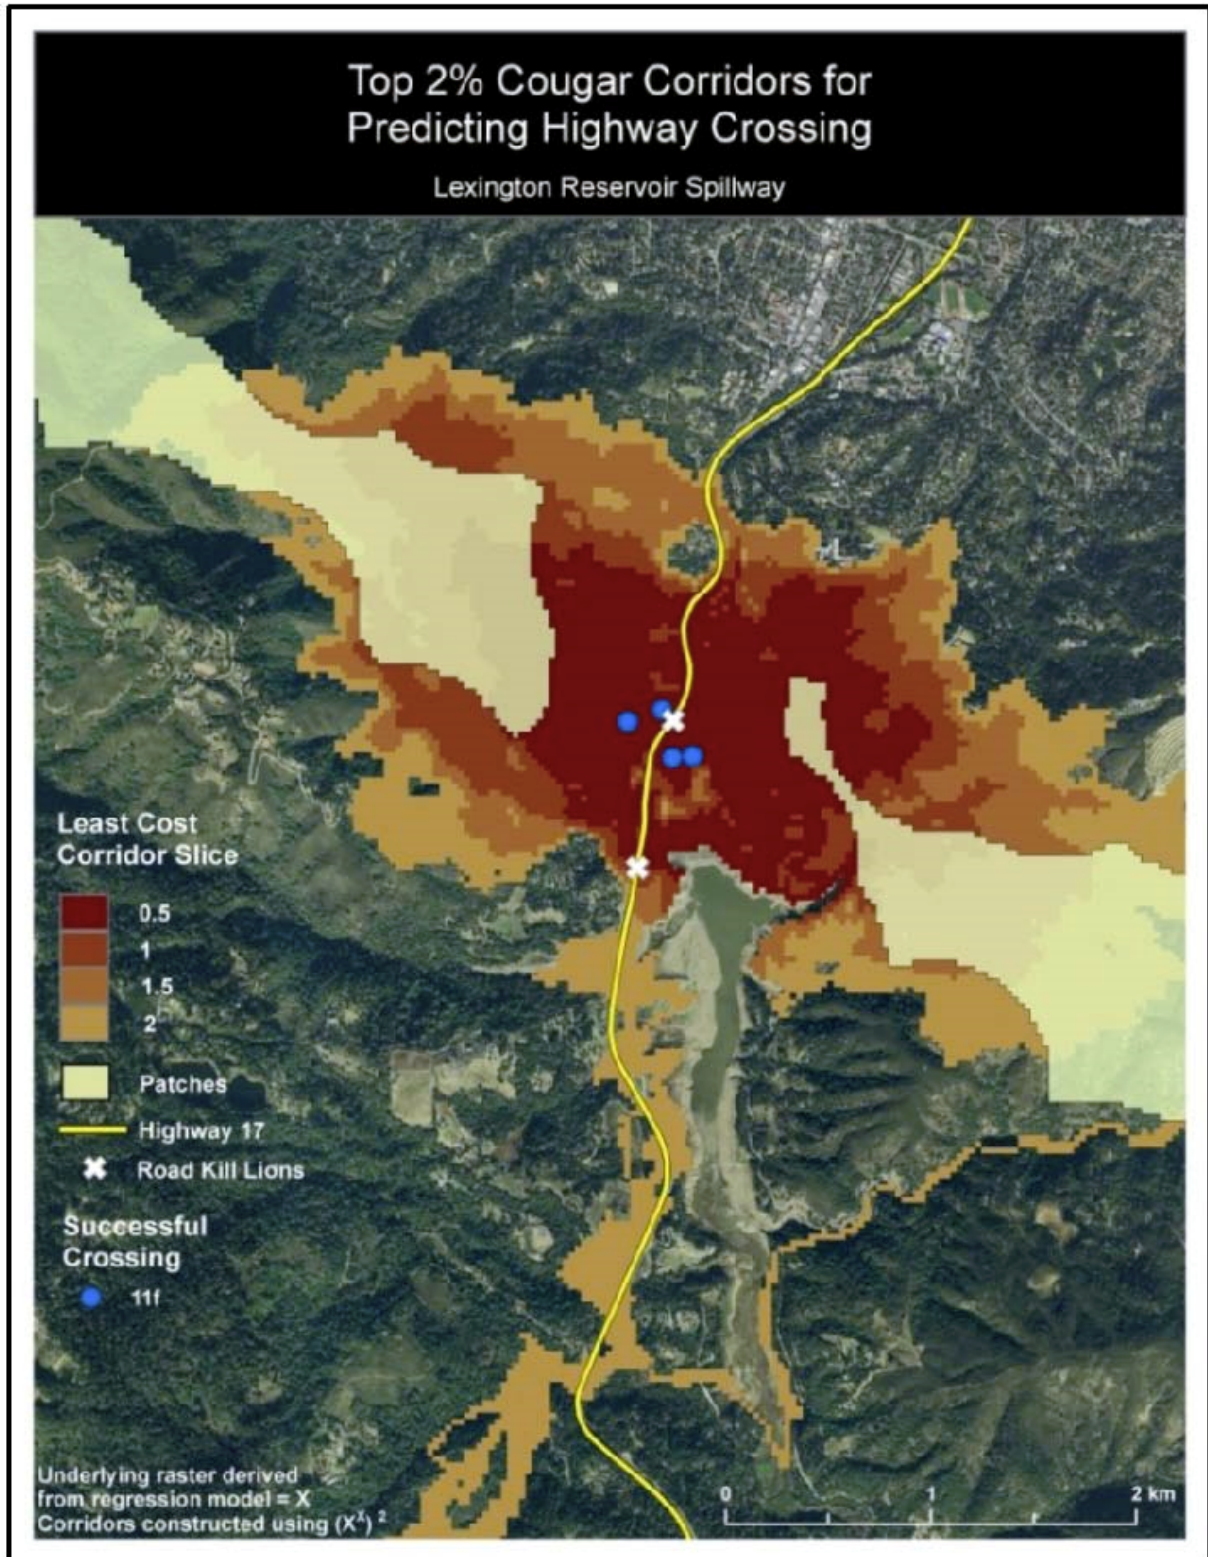 Top 2% Cougar Corridors for
Predicting Highway Crossing
Lexington Reservoir Spillway
Least Cost
Corridor Slice
0.5
1
1.5
2
Patches
Highway 17
Road Kill Lions
Successful
Crossing
11f
Underlying raster derived
from regression model = X
Corridors constructed using (Xˣ) ²
0 1 2 km